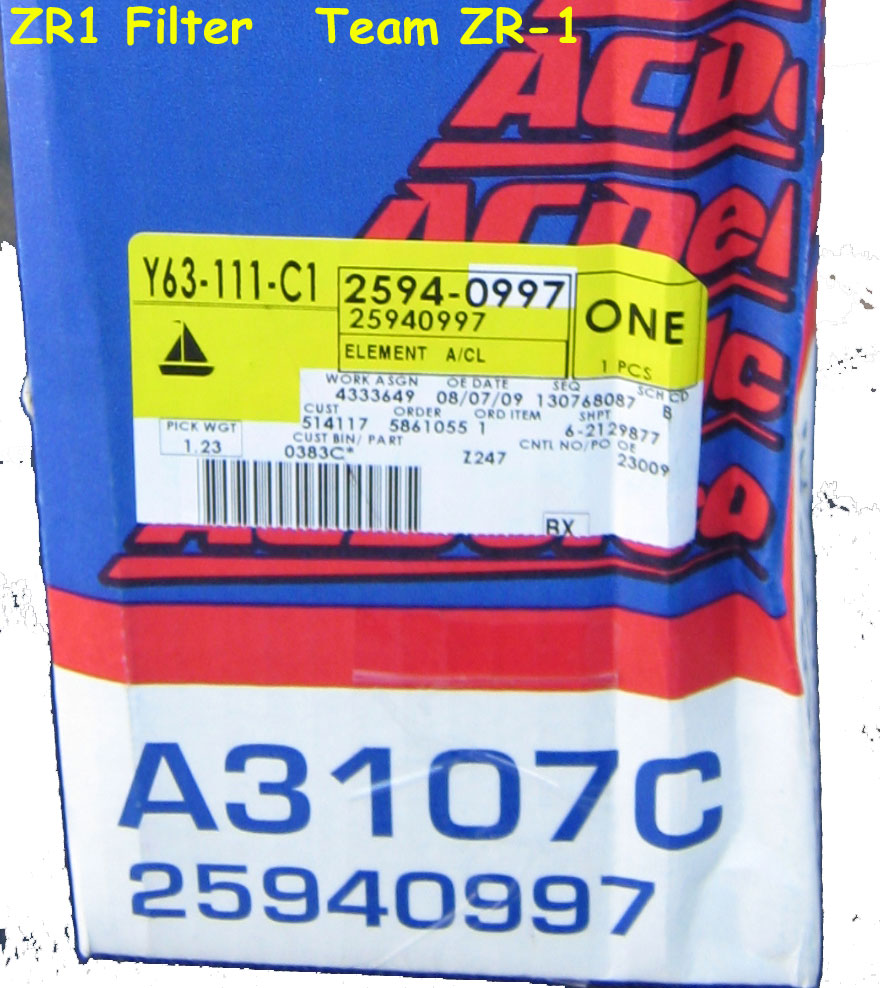 ZR1 Filter Team ZR-1
ACD
ACDel
Y63-111-C1
2594-0997
25940997
ELEMENT A/CL
ONE
1 PCS
WORK ASGN OE DATE SEQ SCH CD
4333649 08/07/09 130768087 B
CUST ORDER ORD ITEM SHPT
514117 5861055 1 6-2129877
PICK WGT
1.23
CUST BIN/ PART CNTL NO/PO OE
0383C* Z247 23009
BX
A3107C
25940997